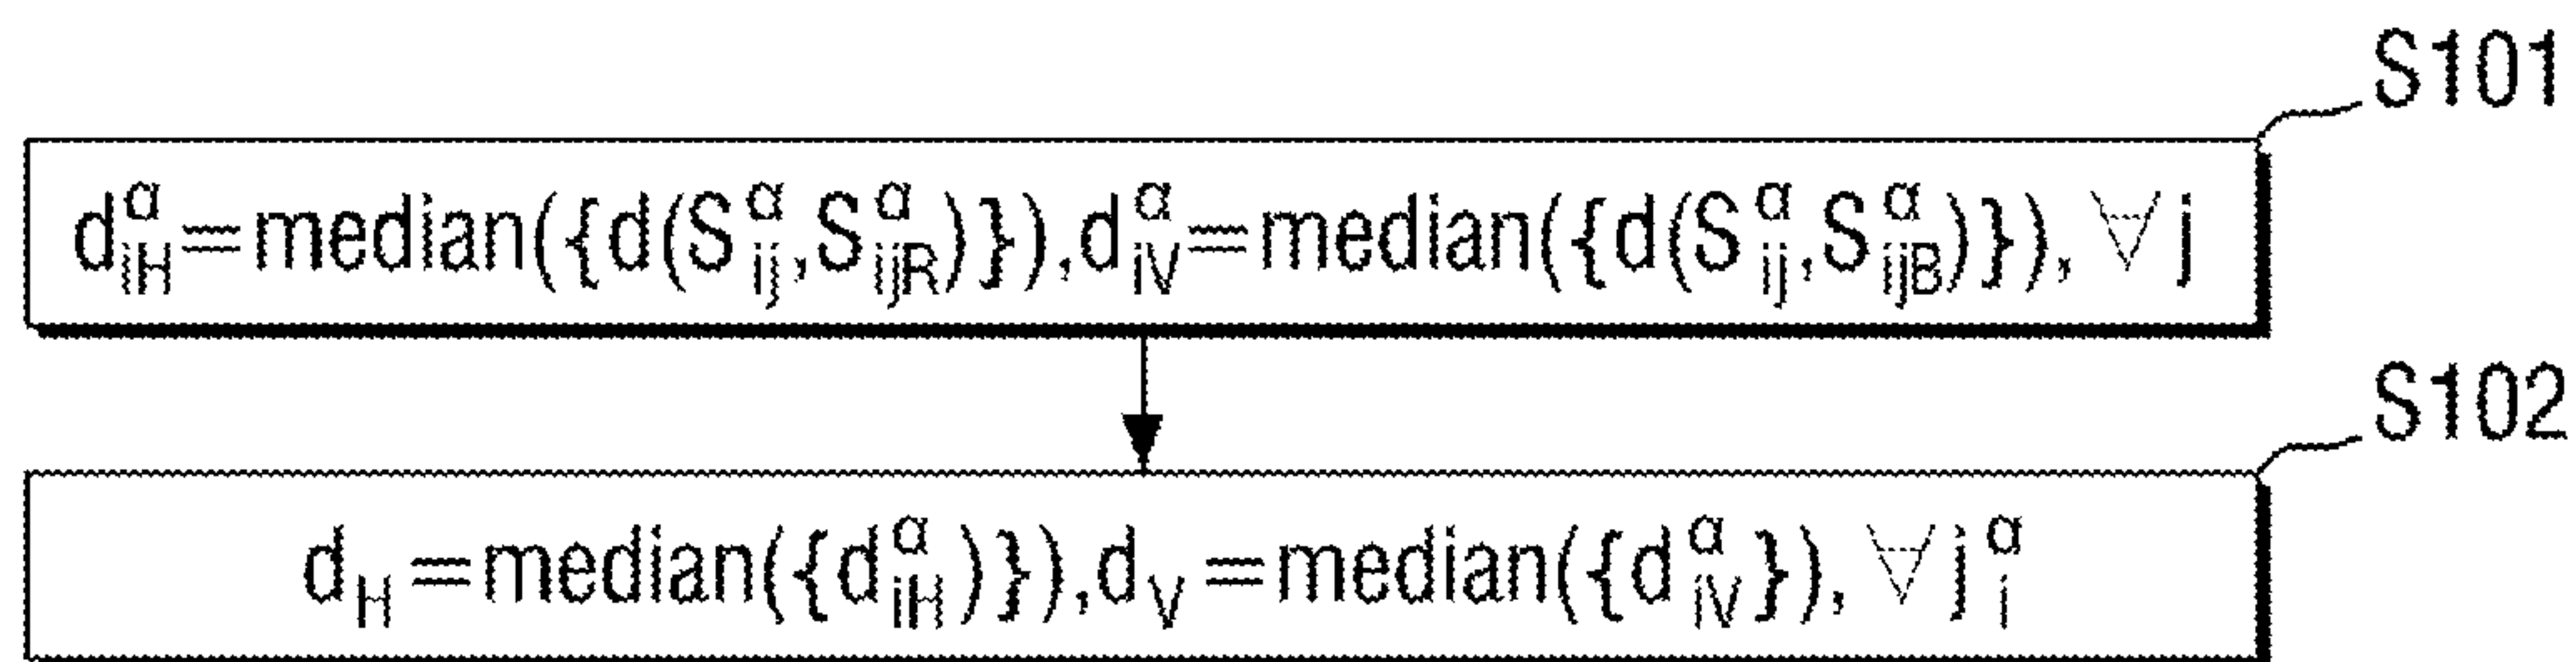 S101
d^α_iH=median({d(S^α_ij,S^α_ijR)}),d^α_iV=median({d(S^α_ij,S^α_ijB)}), ∀j
S102
d_H=median({d^α_iH)}),d_V=median({d^α_iV}), ∀j^α_i